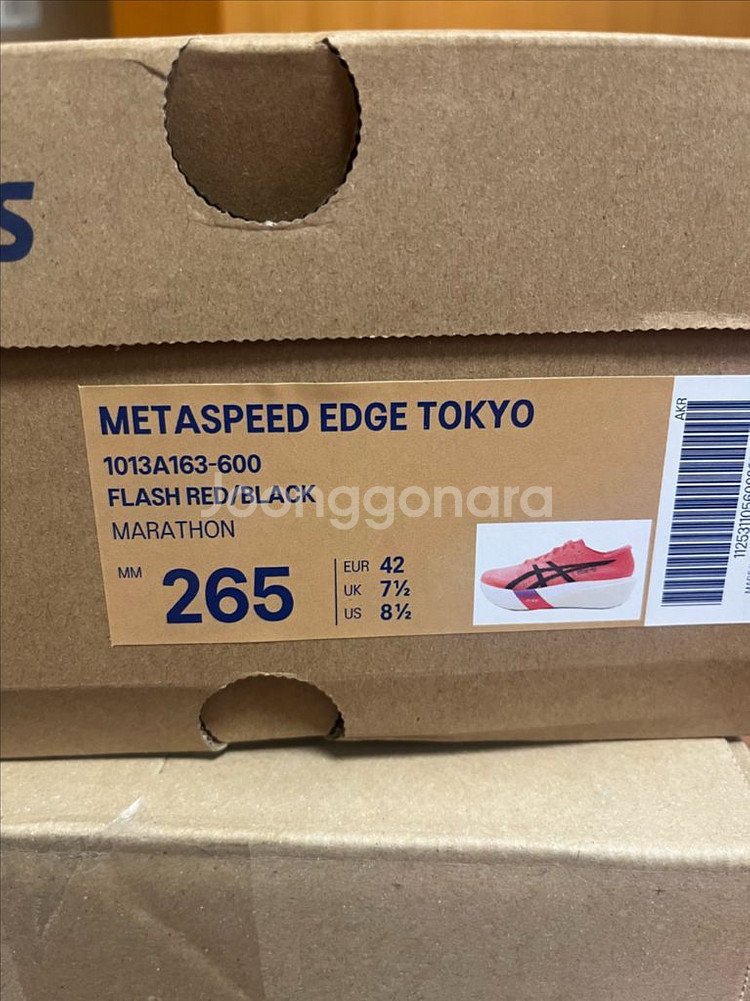 S
METASPEED EDGE TOKYO
1013A163-600
FLASH RED/BLACK
Joonggonara
MARATHON
MM
265
EUR 42
UK 7½
US 8½
AKR